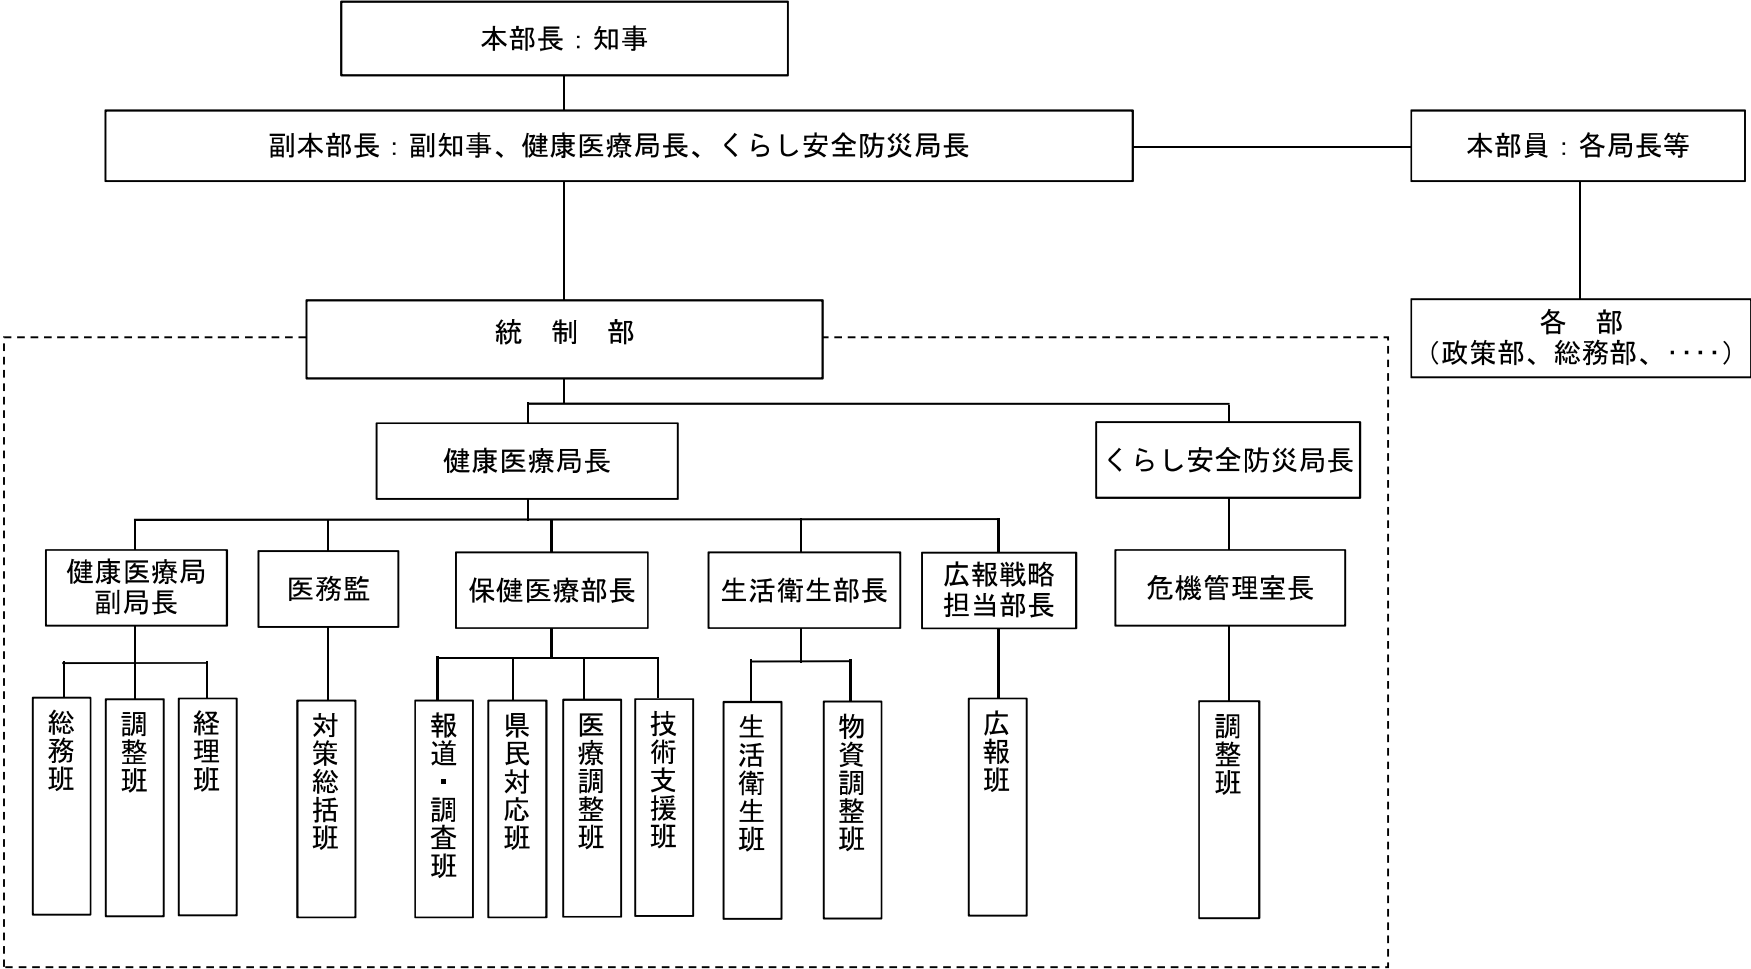 本部長：知事
副本部長：副知事、健康医療局長、くらし安全防災局長
本部員：各局長等
統　制　部
各　部
（政策部、総務部、‥‥）
健康医療局長
くらし安全防災局長
健康医療局
副局長
医務監
保健医療部長
生活衛生部長
広報戦略
担当部長
危機管理室長
総務班
調整班
経理班
対策総括班
報道・調査班
県民対応班
医療調整班
技術支援班
生活衛生班
物資調整班
広報班
調整班